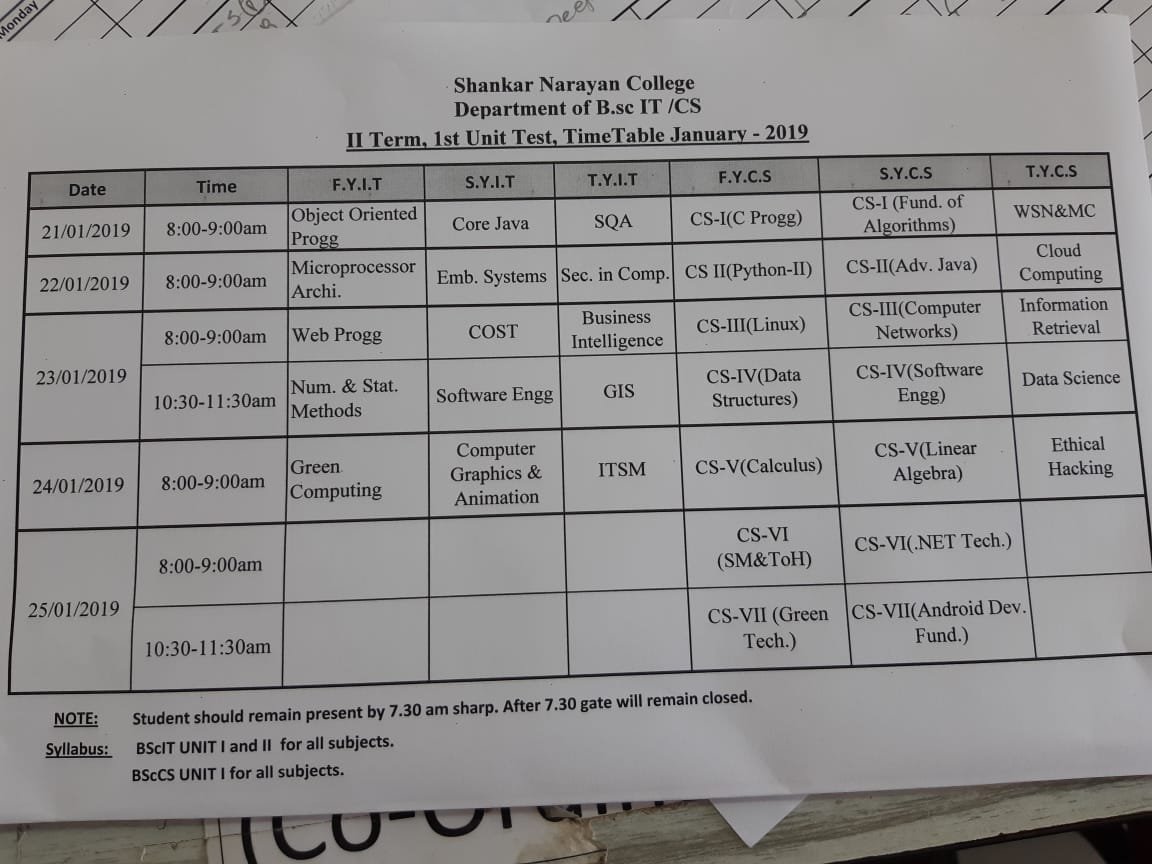 Monday
Shankar Narayan College
Department of B.sc IT /CS
II Term, 1st Unit Test, TimeTable January - 2019
Date Time F.Y.I.T S.Y.I.T T.Y.I.T F.Y.C.S S.Y.C.S T.Y.C.S
21/01/2019 8:00-9:00am Object Oriented Progg Core Java SQA CS-I(C Progg) CS-I (Fund. of Algorithms) WSN&MC
22/01/2019 8:00-9:00am Microprocessor Archi. Emb. Systems Sec. in Comp. CS II(Python-II) CS-II(Adv. Java) Cloud Computing
23/01/2019 8:00-9:00am Web Progg COST Business Intelligence CS-III(Linux) CS-III(Computer Networks) Information Retrieval
10:30-11:30am Num. & Stat. Methods Software Engg GIS CS-IV(Data Structures) CS-IV(Software Engg) Data Science
24/01/2019 8:00-9:00am Green Computing Computer Graphics & Animation ITSM CS-V(Calculus) CS-V(Linear Algebra) Ethical Hacking
25/01/2019 8:00-9:00am CS-VI (SM&ToH) CS-VI(.NET Tech.)
10:30-11:30am CS-VII (Green Tech.) CS-VII(Android Dev. Fund.)
NOTE: Student should remain present by 7.30 am sharp. After 7.30 gate will remain closed.
Syllabus: BScIT UNIT I and II for all subjects.
BScCS UNIT I for all subjects.